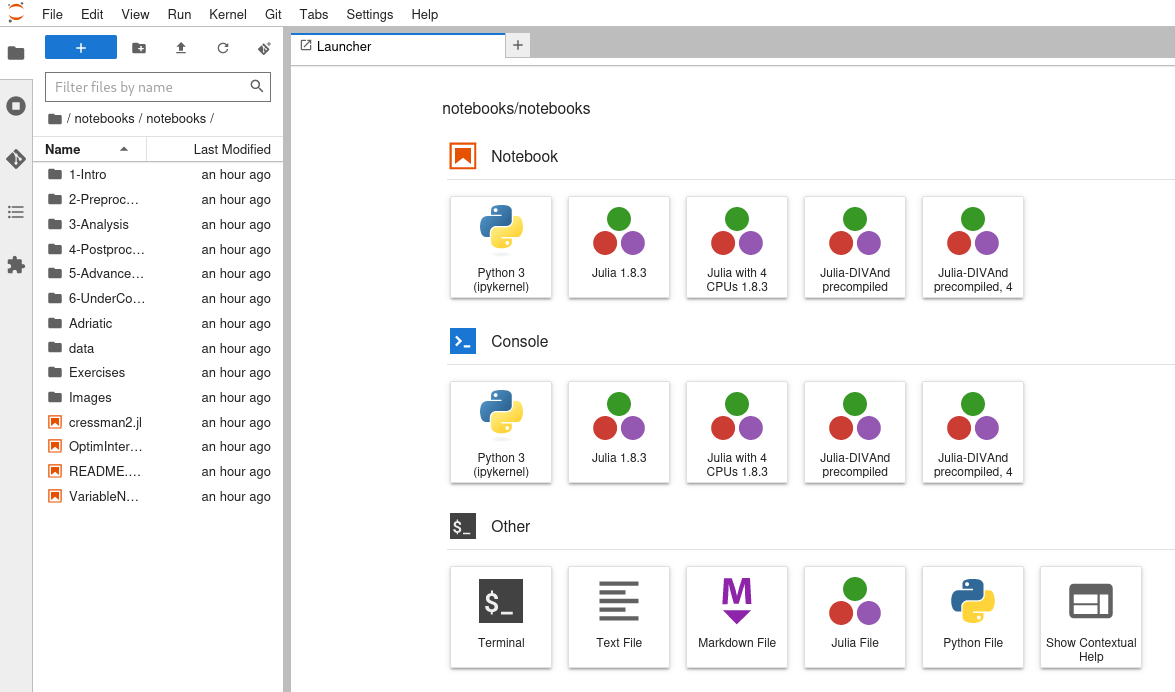 File Edit View Run Kernel Git Tabs Settings Help
+
Launcher
+
Filter files by name
/ notebooks / notebooks /
Name Last Modified
1-Intro an hour ago
2-Preproc… an hour ago
3-Analysis an hour ago
4-Postproc… an hour ago
5-Advance… an hour ago
6-UnderCo… an hour ago
Adriatic an hour ago
data an hour ago
Exercises an hour ago
Images an hour ago
cressman2.jl an hour ago
OptimInter… an hour ago
README.… an hour ago
VariableN… an hour ago
notebooks/notebooks
Notebook
Python 3
(ipykernel)
Julia 1.8.3
Julia with 4
CPUs 1.8.3
Julia-DIVAnd
precompiled
Julia-DIVAnd
precompiled, 4
>_ Console
Python 3
(ipykernel)
Julia 1.8.3
Julia with 4
CPUs 1.8.3
Julia-DIVAnd
precompiled
Julia-DIVAnd
precompiled, 4
$_ Other
$_
Terminal
Text File
M
Markdown File
Julia File
Python File
Show Contextual
Help